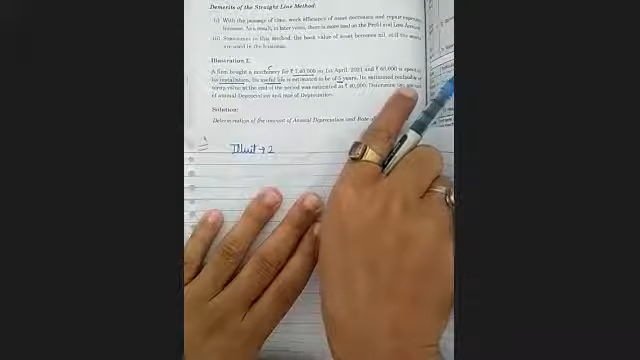 Demerits of the Straight Line Method:
(i) With the passage of time, work efficiency of asset decreases and repair expenses
increase. As a result, in later years, there is more load on the Profit and Loss Account.
(ii) Sometimes in this method, the book value of asset becomes nil, still the assets
are used in the business.
Illustration 2.
A firm bought a machinery for ₹ 7,40,000 on 1st April, 2021 and ₹ 60,000 is spent on
its installation. Its useful life is estimated to be of 5 years. Its estimated
value at the end of the period was estimated at ₹ 40,000. Determine the amount
of annual Depreciation and rate of Depreciation.
Solution:
Determination of the amount of Annual Depreciation and Rate
Illust → 2